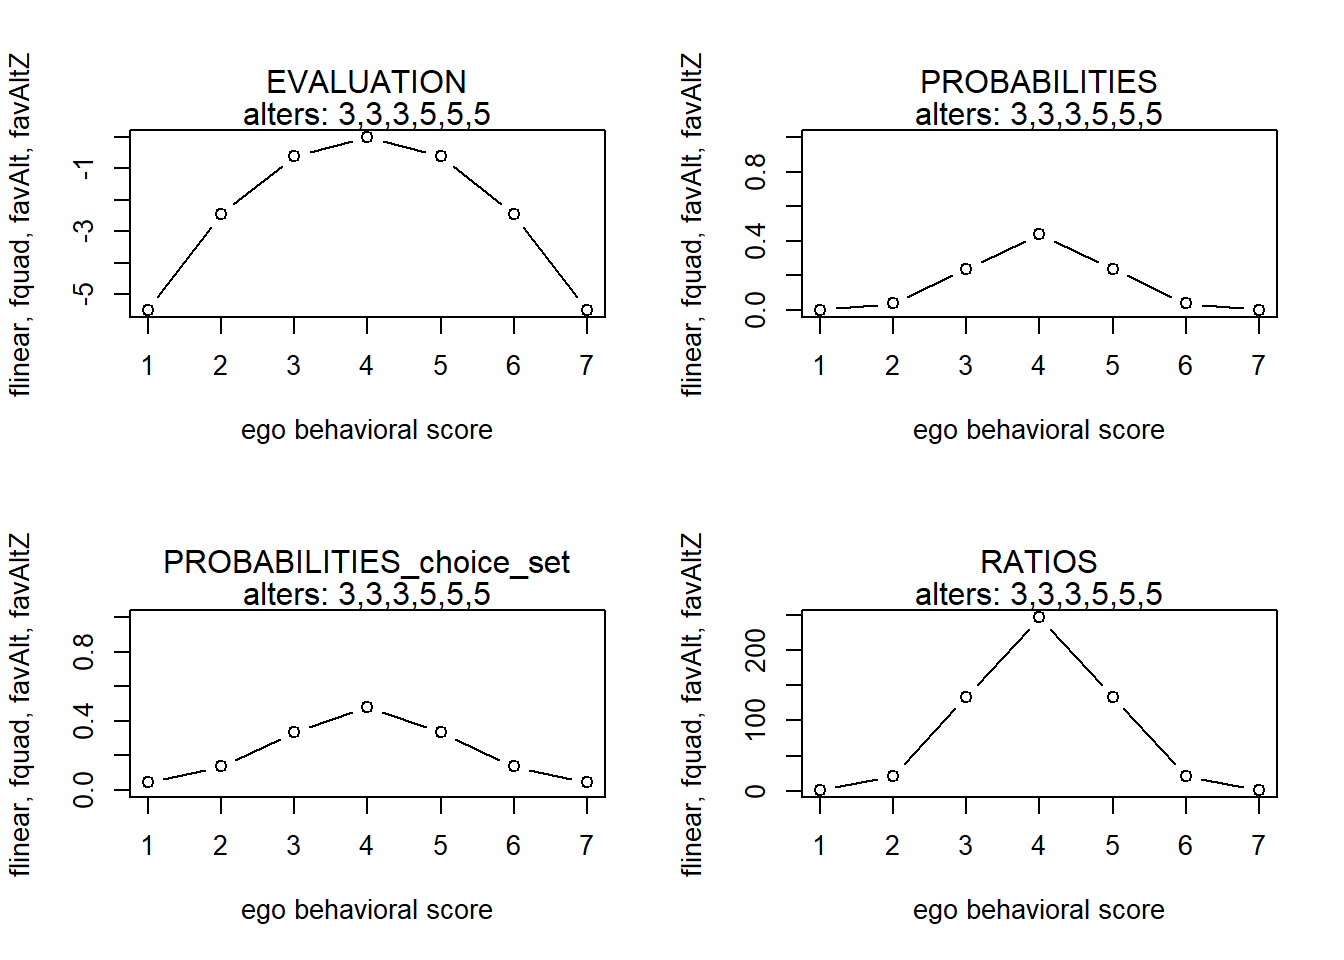 EVALUATION
alters: 3,3,3,5,5,5
flinear, fquad, favAlt, favAltZ
-1
-3
-5
1 2 3 4 5 6 7
ego behavioral score
PROBABILITIES
alters: 3,3,3,5,5,5
flinear, fquad, favAlt, favAltZ
0.8
0.4
0.0
1 2 3 4 5 6 7
ego behavioral score
PROBABILITIES_choice_set
alters: 3,3,3,5,5,5
flinear, fquad, favAlt, favAltZ
0.8
0.4
0.0
1 2 3 4 5 6 7
ego behavioral score
RATIOS
alters: 3,3,3,5,5,5
flinear, fquad, favAlt, favAltZ
200
100
0
1 2 3 4 5 6 7
ego behavioral score